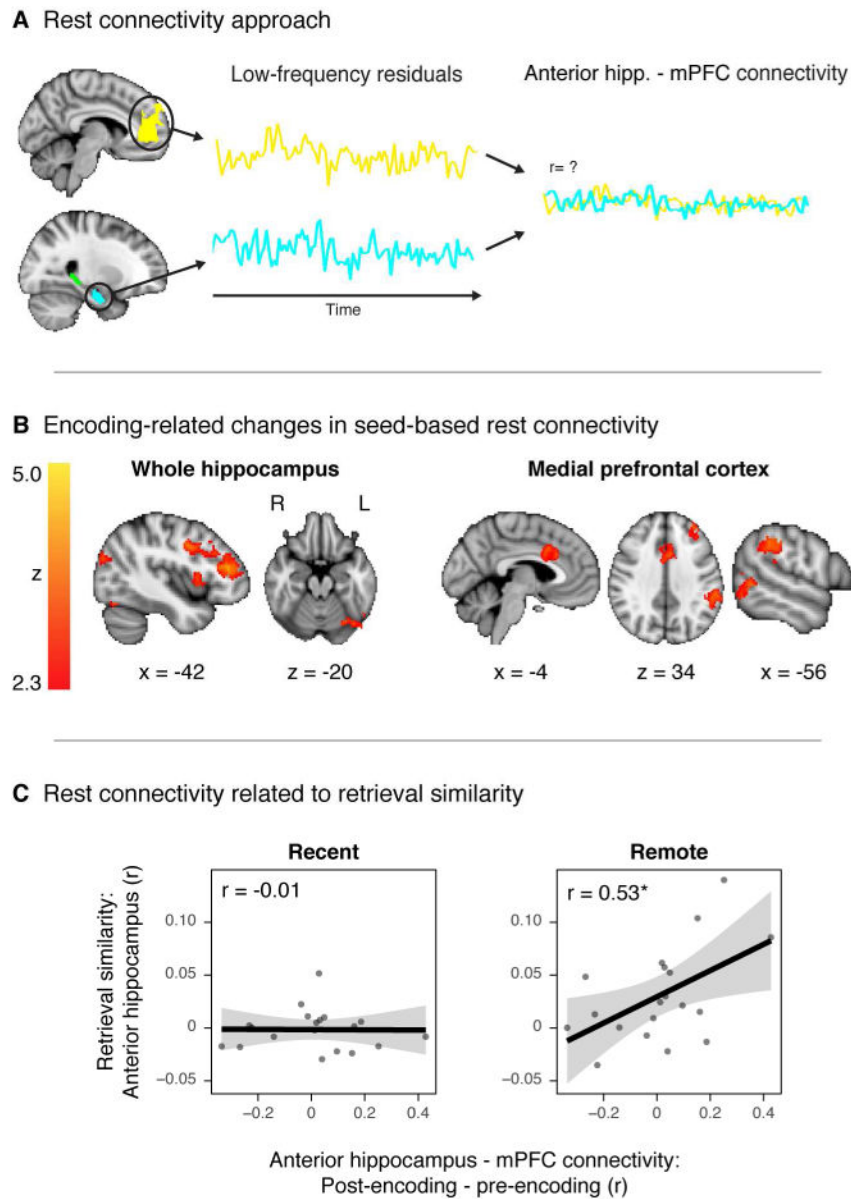 A Rest connectivity approach
Low-frequency residuals
Anterior hipp. - mPFC connectivity
r= ?
Time
B Encoding-related changes in seed-based rest connectivity
5.0
z
2.3
Whole hippocampus
R L
x = -42
z = -20
Medial prefrontal cortex
x = -4
z = 34
x = -56
C Rest connectivity related to retrieval similarity
Retrieval similarity:
Anterior hippocampus (r)
Recent
r = -0.01
0.10
0.05
0
−0.05
−0.2 0 0.2 0.4
Remote
r = 0.53*
0.10
0.05
0
−0.05
−0.2 0 0.2 0.4
Anterior hippocampus - mPFC connectivity:
Post-encoding - pre-encoding (r)